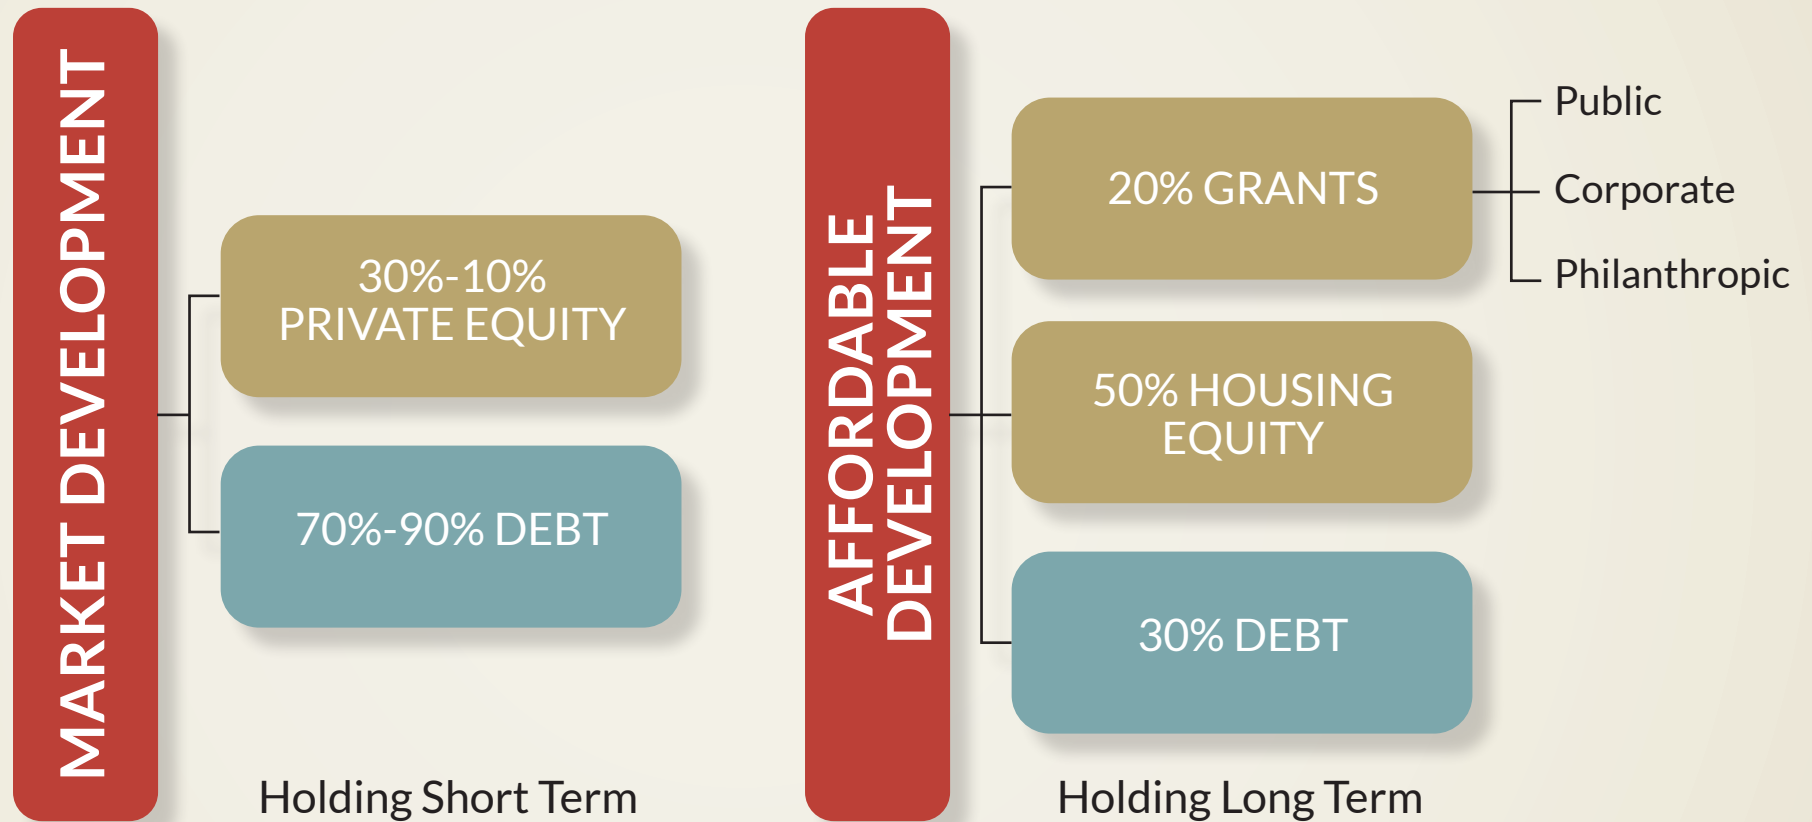 MARKET DEVELOPMENT
30%-10%
PRIVATE EQUITY
70%-90% DEBT
Holding Short Term
AFFORDABLE
DEVELOPMENT
20% GRANTS
Public
Corporate
Philanthropic
50% HOUSING
EQUITY
30% DEBT
Holding Long Term